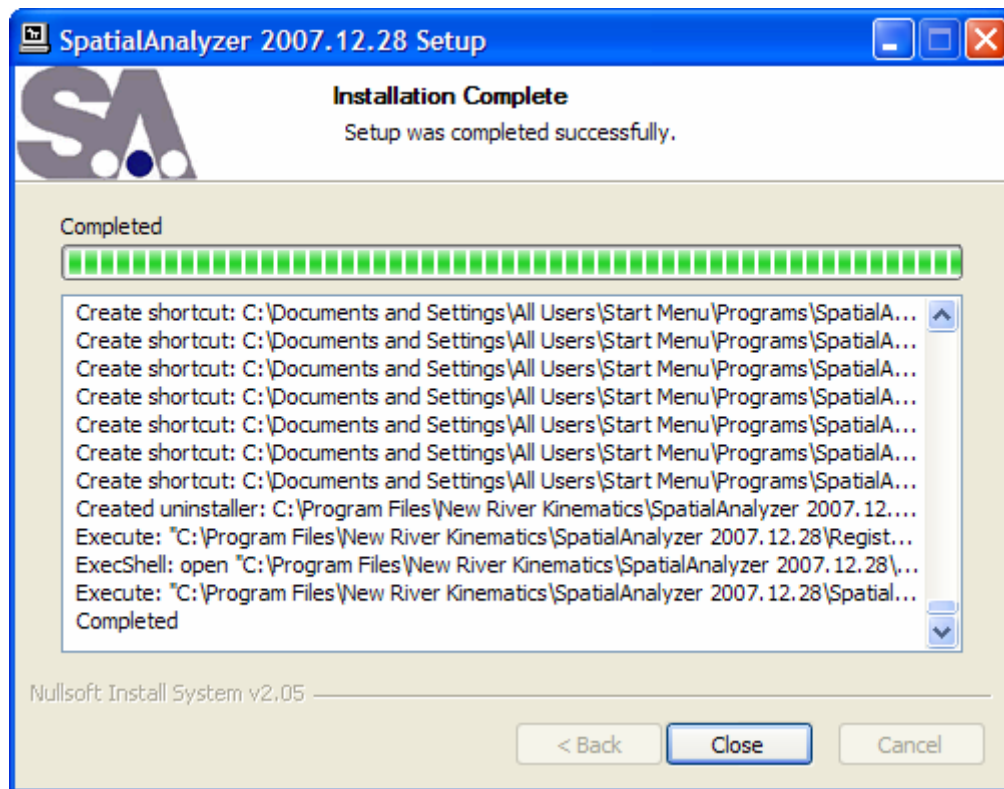 SpatialAnalyzer 2007.12.28 Setup
SA
Installation Complete
Setup was completed successfully.
Completed
Create shortcut: C:\Documents and Settings\All Users\Start Menu\Programs\SpatialA...
Create shortcut: C:\Documents and Settings\All Users\Start Menu\Programs\SpatialA...
Create shortcut: C:\Documents and Settings\All Users\Start Menu\Programs\SpatialA...
Create shortcut: C:\Documents and Settings\All Users\Start Menu\Programs\SpatialA...
Create shortcut: C:\Documents and Settings\All Users\Start Menu\Programs\SpatialA...
Create shortcut: C:\Documents and Settings\All Users\Start Menu\Programs\SpatialA...
Create shortcut: C:\Documents and Settings\All Users\Start Menu\Programs\SpatialA...
Created uninstaller: C:\Program Files\New River Kinematics\SpatialAnalyzer 2007.12....
Execute: "C:\Program Files\New River Kinematics\SpatialAnalyzer 2007.12.28\Regist...
ExecShell: open "C:\Program Files\New River Kinematics\SpatialAnalyzer 2007.12.28\...
Execute: "C:\Program Files\New River Kinematics\SpatialAnalyzer 2007.12.28\Spatial...
Completed
Nullsoft Install System v2.05
< Back
Close
Cancel